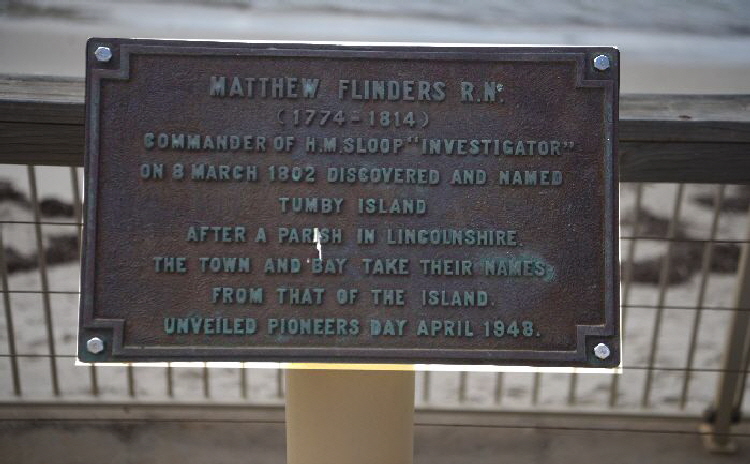 MATTHEW FLINDERS R.N.
(1774-1814)
COMMANDER OF H.M.SLOOP "INVESTIGATOR"
ON 8 MARCH 1802 DISCOVERED AND NAMED
TUMBY ISLAND
AFTER A PARISH IN LINCOLNSHIRE.
THE TOWN AND BAY TAKE THEIR NAMES
FROM THAT OF THE ISLAND.
UNVEILED PIONEERS DAY APRIL 1948.